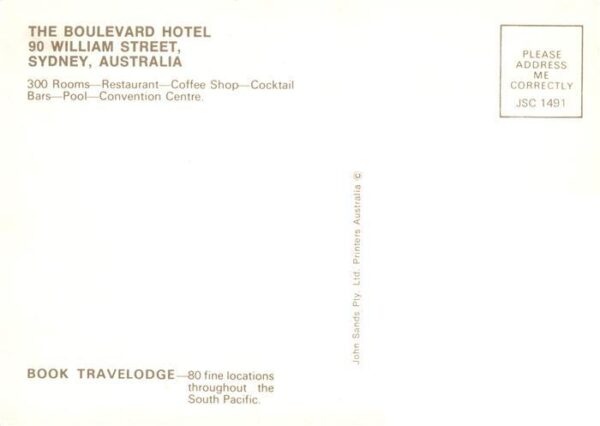 THE BOULEVARD HOTEL
90 WILLIAM STREET,
SYDNEY, AUSTRALIA
300 Rooms—Restaurant—Coffee Shop—Cocktail
Bars—Pool—Convention Centre.
PLEASE
ADDRESS
ME
CORRECTLY
JSC 1491
John Sands Pty. Ltd. Printers Australia ©
BOOK TRAVELODGE—80 fine locations
throughout the
South Pacific.